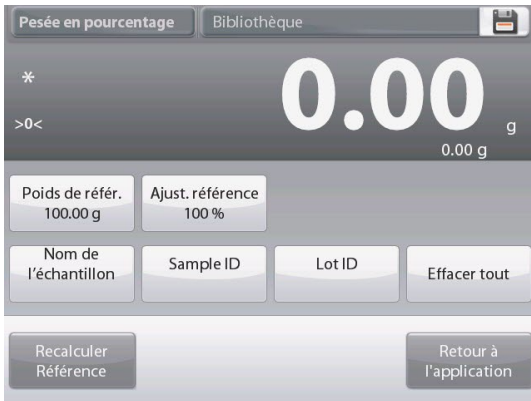 Pesée en pourcentage Bibliothèque
*
0.00 g
>0<
0.00 g
Poids de référ.
100.00 g
Ajust. référence
100 %
Nom de
l'échantillon
Sample ID
Lot ID
Effacer tout
Recalculer
Référence
Retour à
l'application